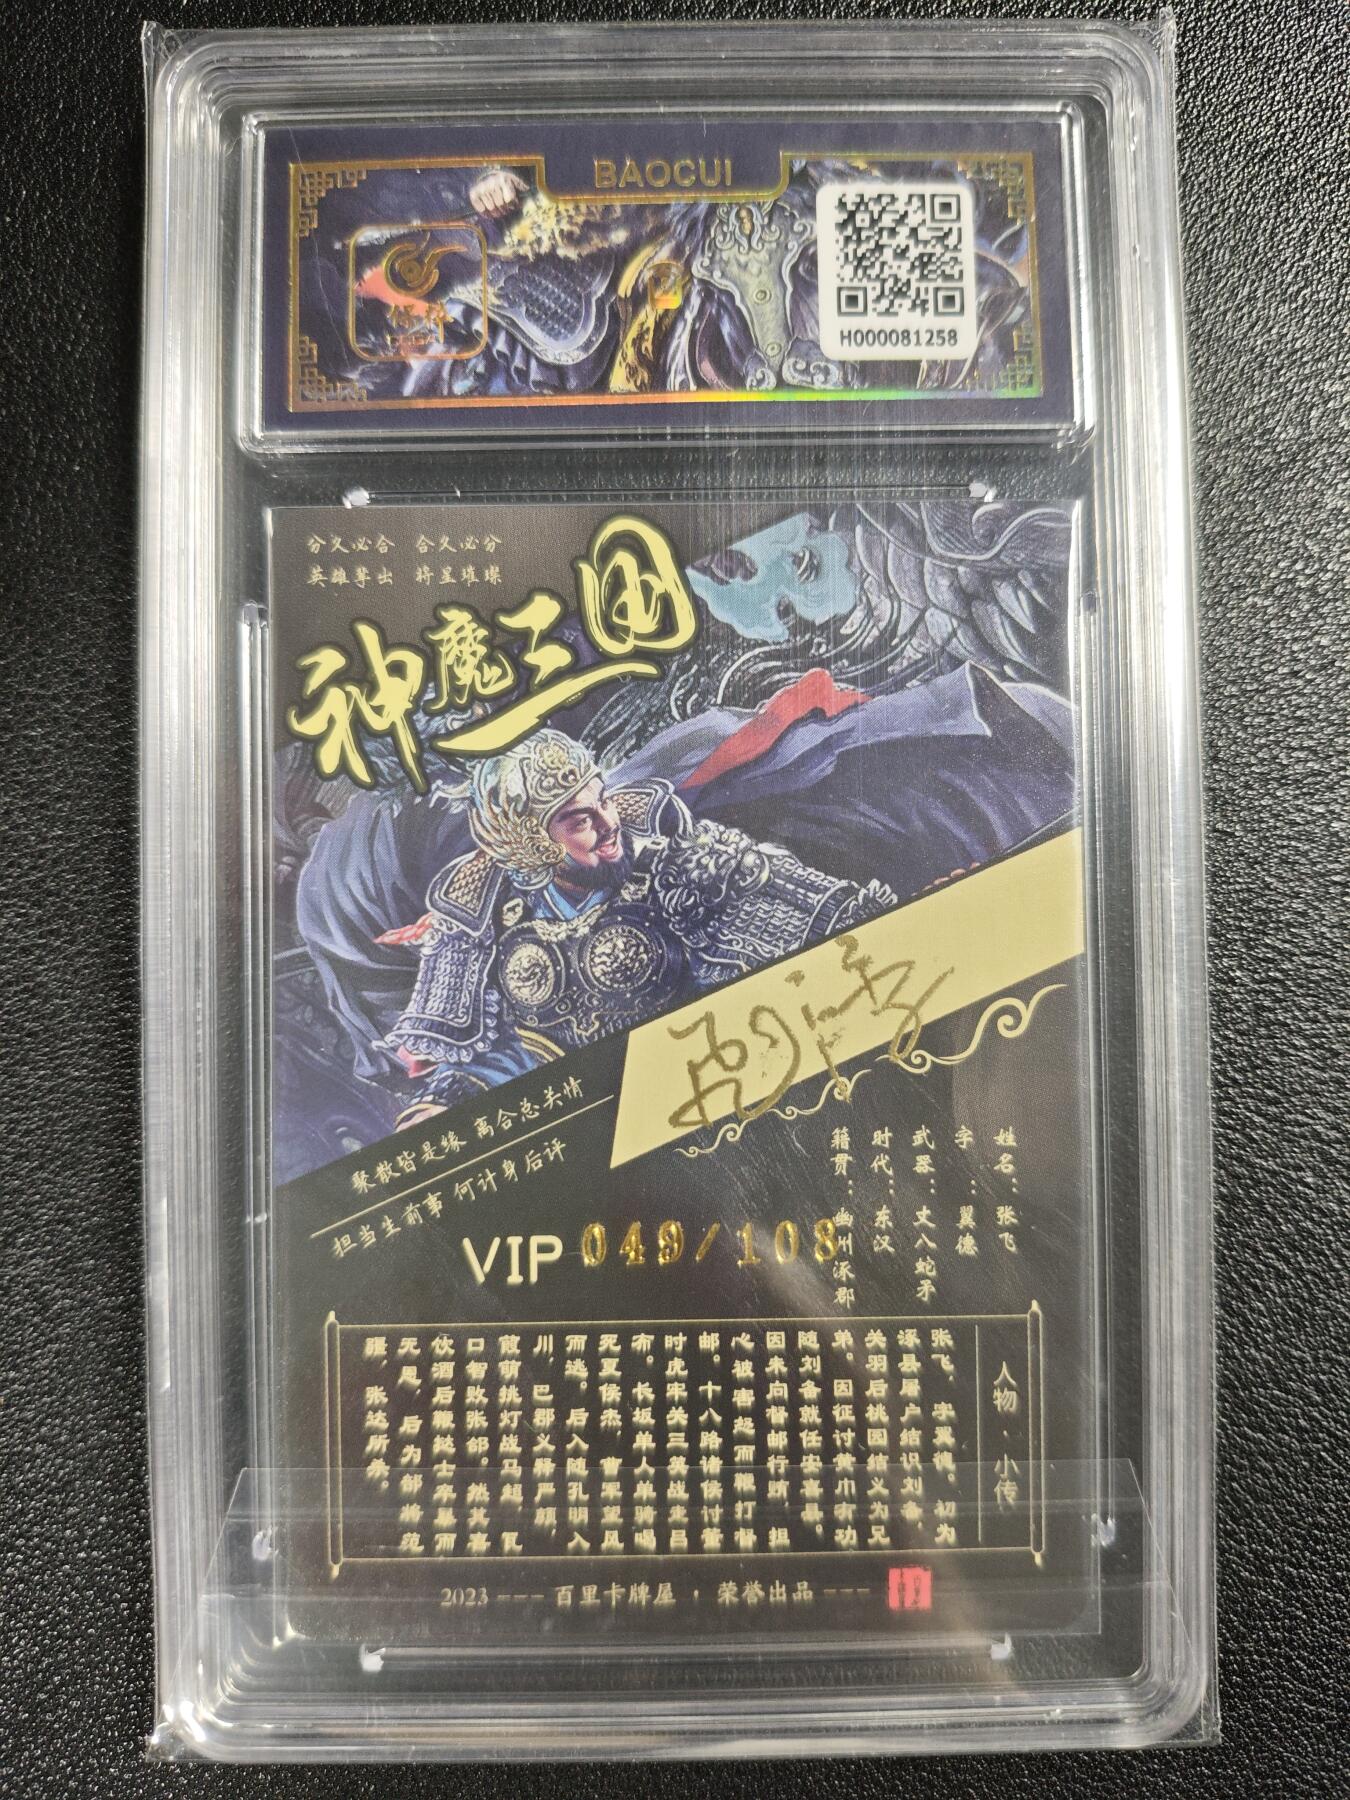 BAOCUI
保粹
H000081258
分久必合 合久必分
英雄辈出 将星璀璨
神魔三国
聚散皆是缘 离合总关情
担当生前事 何计身后评
姓名：张飞
字：翼德
武器：丈八蛇矛
时代：东汉
籍贯：幽州涿郡
VIP 049/108
人物·小传
张飞，字翼德。初为
涿县屠户结识刘备、
关羽后桃园结义为兄
弟。因征讨黄巾有功
随刘备就任安喜县。
因未向督邮行贿，担
心被害起而鞭打督
邮。十八路诸侯讨董
时虎牢关三英战走吕
布。长坂单人单骑喝
死夏侯杰，曹军望风
而逃。后入随孔明入
川，巴郡义释严颜，
葭萌挑灯战马超，瓦
口智败张郃。然其喜
饮酒后鞭挞士卒暴而
无恩，后为部将范
疆，张达所杀。
2023 --- 百里卡牌屋，荣誉出品 ---